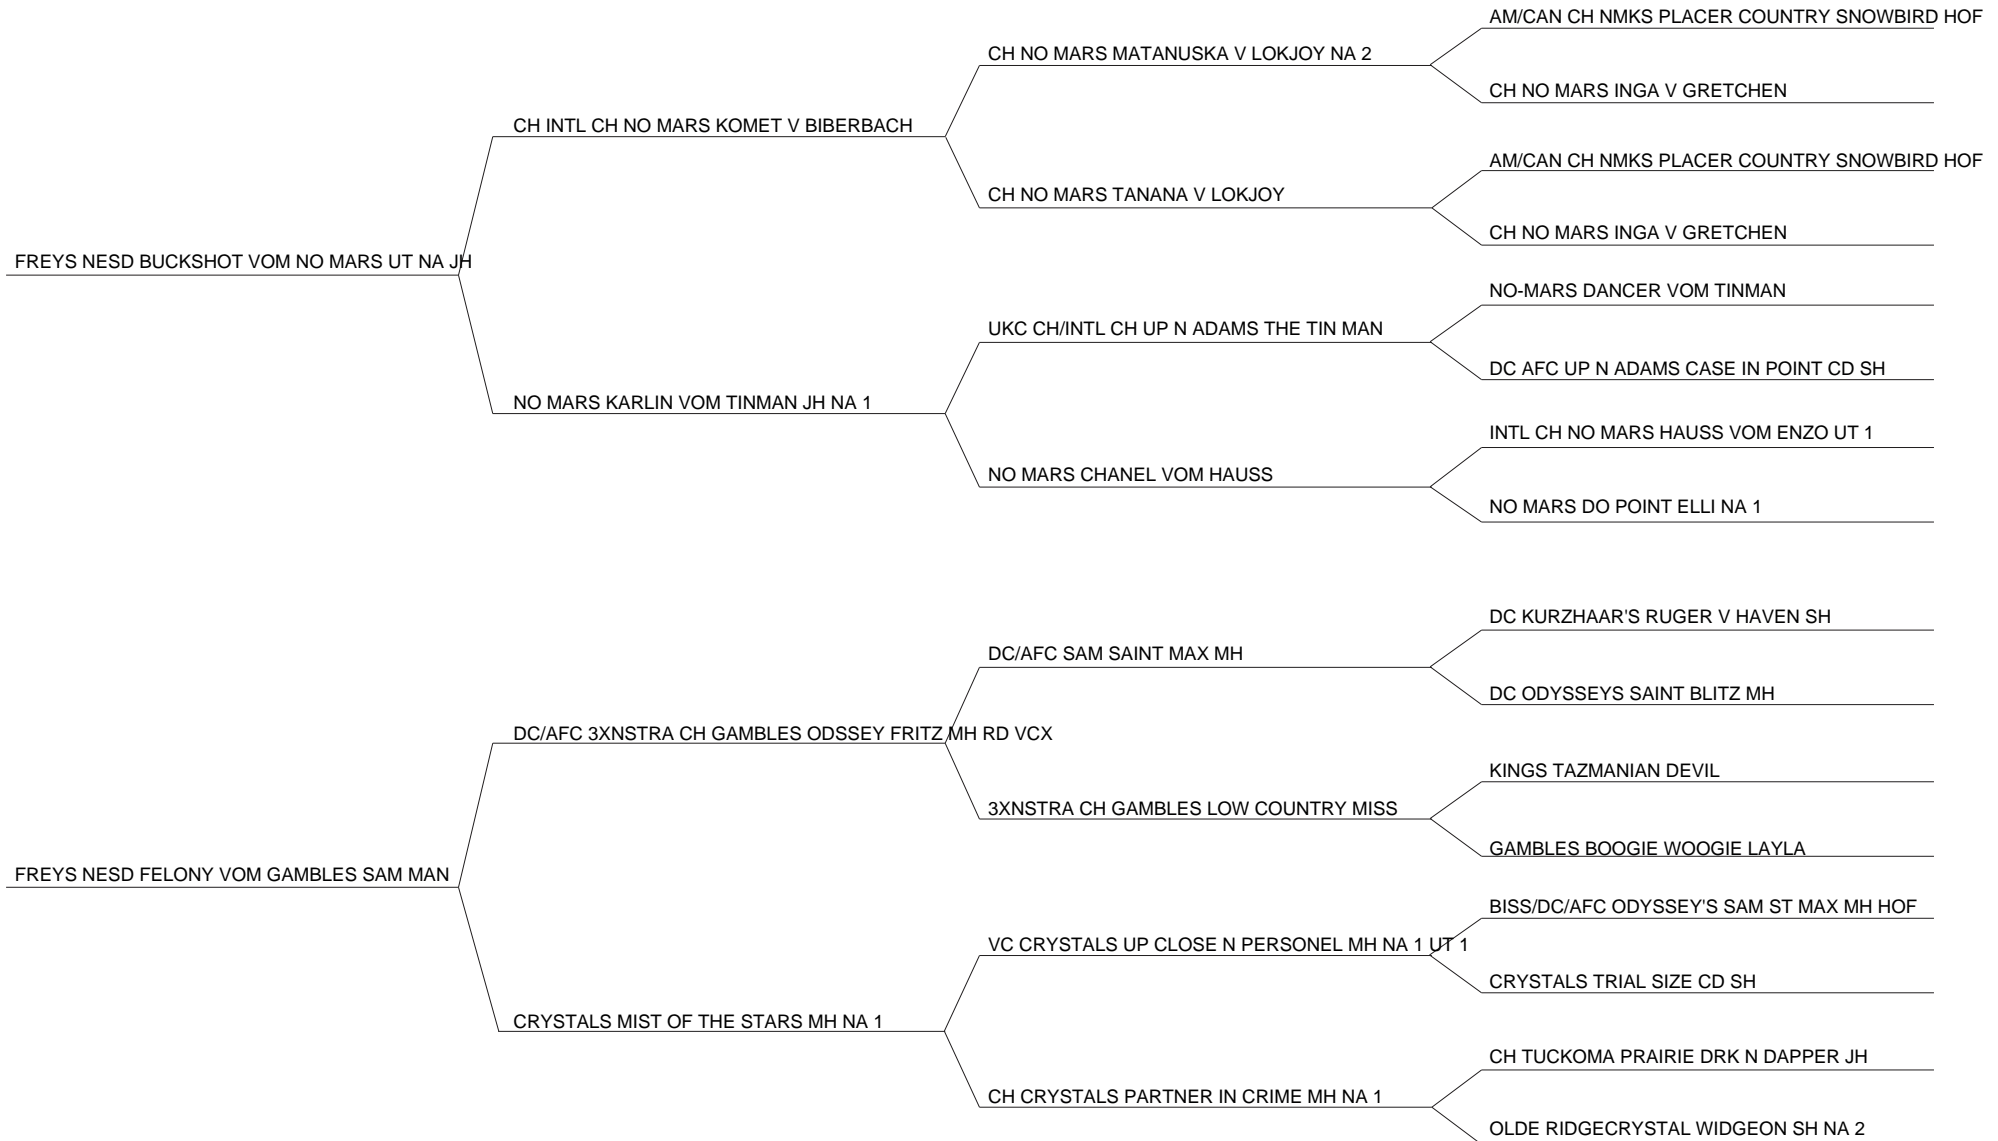 AM/CAN CH NMKS PLACER COUNTRY SNOWBIRD HOF
CH NO MARS MATANUSKA V LOKJOY NA 2
CH NO MARS INGA V GRETCHEN
CH INTL CH NO MARS KOMET V BIBERBACH
AM/CAN CH NMKS PLACER COUNTRY SNOWBIRD HOF
CH NO MARS TANANA V LOKJOY
CH NO MARS INGA V GRETCHEN
FREYS NESD BUCKSHOT VOM NO MARS UT NA JH
NO-MARS DANCER VOM TINMAN
UKC CH/INTL CH UP N ADAMS THE TIN MAN
DC AFC UP N ADAMS CASE IN POINT CD SH
NO MARS KARLIN VOM TINMAN JH NA 1
INTL CH NO MARS HAUSS VOM ENZO UT 1
NO MARS CHANEL VOM HAUSS
NO MARS DO POINT ELLI NA 1
DC KURZHAAR'S RUGER V HAVEN SH
DC/AFC SAM SAINT MAX MH
DC ODYSSEYS SAINT BLITZ MH
DC/AFC 3XNSTRA CH GAMBLES ODSSEY FRITZ MH RD VCX
KINGS TAZMANIAN DEVIL
3XNSTRA CH GAMBLES LOW COUNTRY MISS
GAMBLES BOOGIE WOOGIE LAYLA
FREYS NESD FELONY VOM GAMBLES SAM MAN
BISS/DC/AFC ODYSSEY'S SAM ST MAX MH HOF
VC CRYSTALS UP CLOSE N PERSONEL MH NA 1 UT 1
CRYSTALS TRIAL SIZE CD SH
CRYSTALS MIST OF THE STARS MH NA 1
CH TUCKOMA PRAIRIE DRK N DAPPER JH
CH CRYSTALS PARTNER IN CRIME MH NA 1
OLDE RIDGECRYSTAL WIDGEON SH NA 2